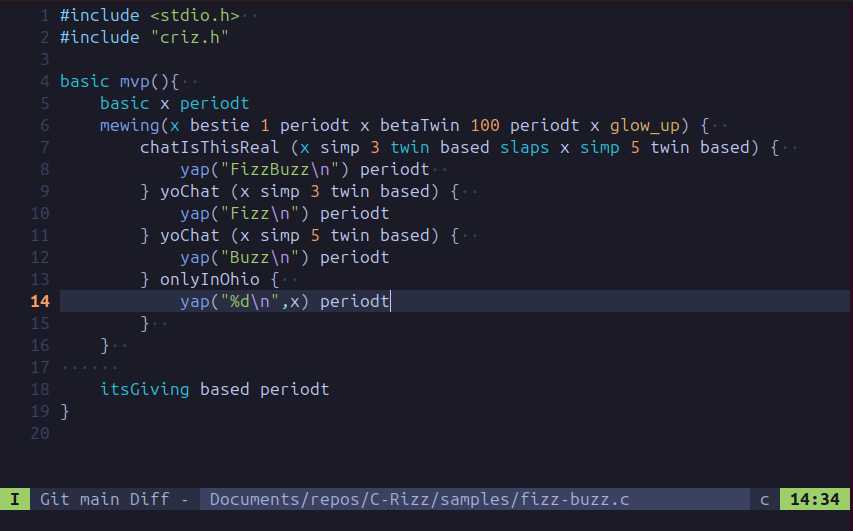 1 #include <stdio.h>
2 #include "criz.h"
3
4 basic mvp(){
5     basic x periodt
6     mewing(x bestie 1 periodt x betaTwin 100 periodt x glow_up) {
7         chatIsThisReal (x simp 3 twin based slaps x simp 5 twin based) {
8             yap("FizzBuzz\n") periodt
9         } yoChat (x simp 3 twin based) {
10             yap("Fizz\n") periodt
11         } yoChat (x simp 5 twin based) {
12             yap("Buzz\n") periodt
13         } onlyInOhio {
14             yap("%d\n",x) periodt
15         }
16     }
17
18     itsGiving based periodt
19 }
20
I Git main Diff - Documents/repos/C-Rizz/samples/fizz-buzz.c c 14:34